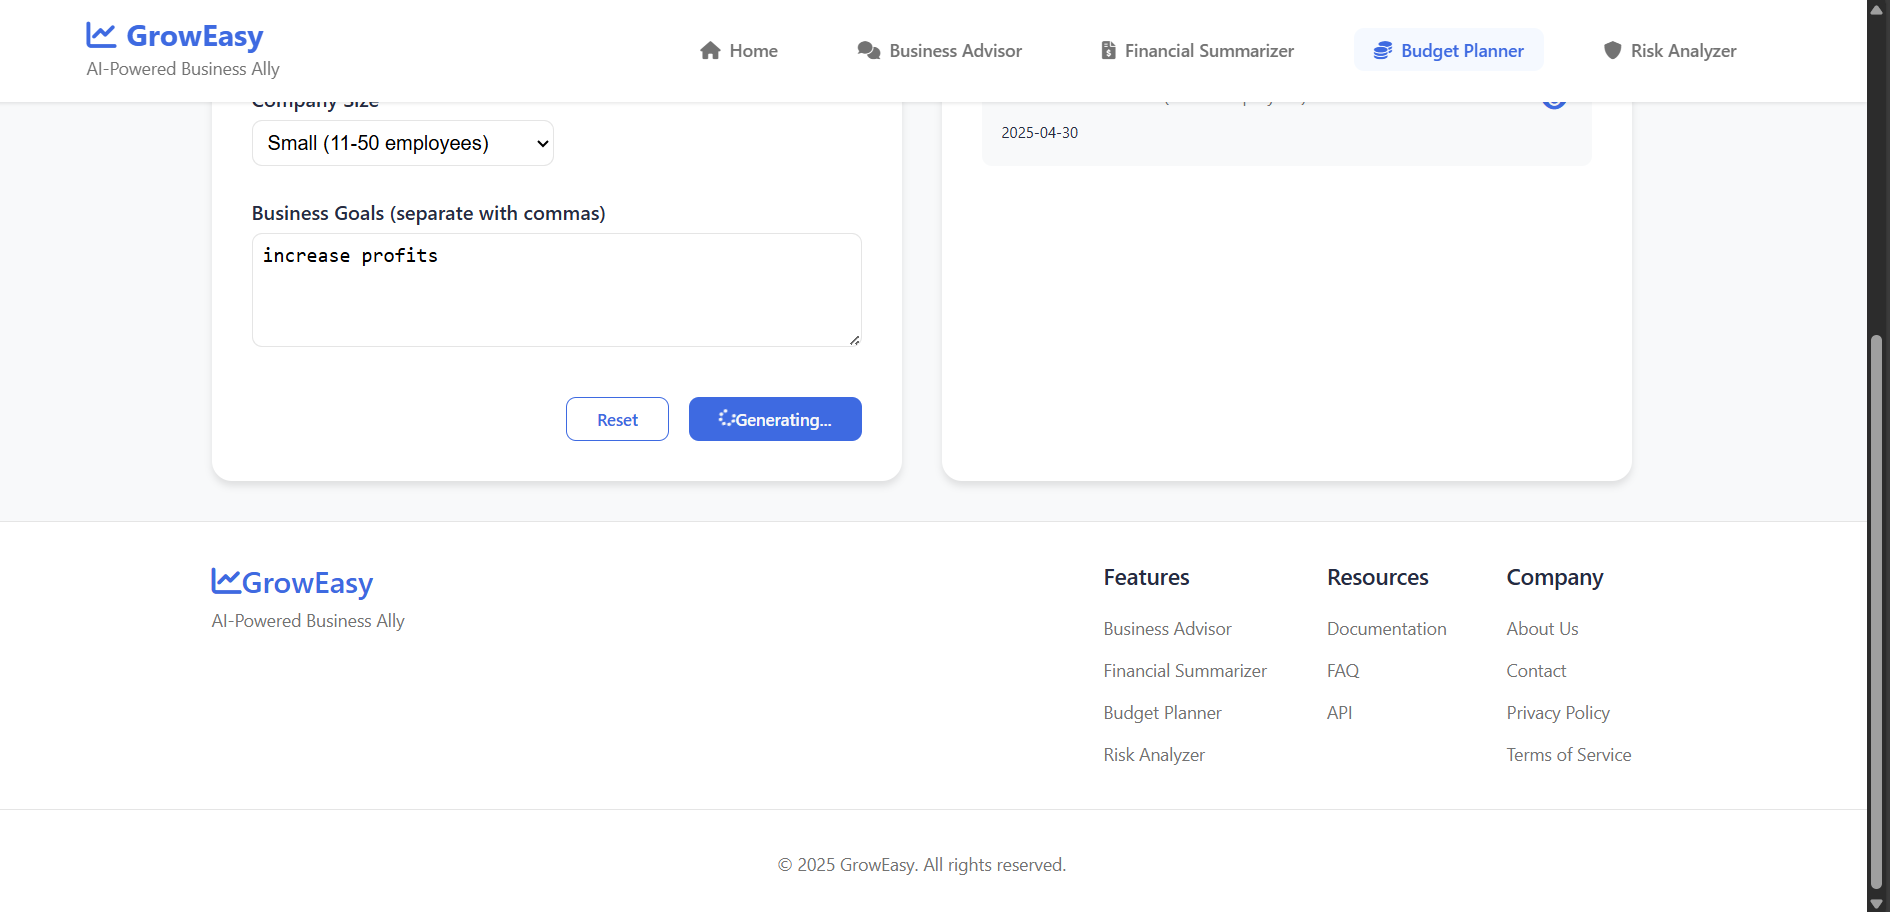 GrowEasy
AI-Powered Business Ally
Home
Business Advisor
Financial Summarizer
Budget Planner
Risk Analyzer
Company Size
Small (11-50 employees)
Business Goals (separate with commas)
increase profits
Reset
Generating...
2025-04-30
GrowEasy
AI-Powered Business Ally
Features
Business Advisor
Financial Summarizer
Budget Planner
Risk Analyzer
Resources
Documentation
FAQ
API
Company
About Us
Contact
Privacy Policy
Terms of Service
© 2025 GrowEasy. All rights reserved.